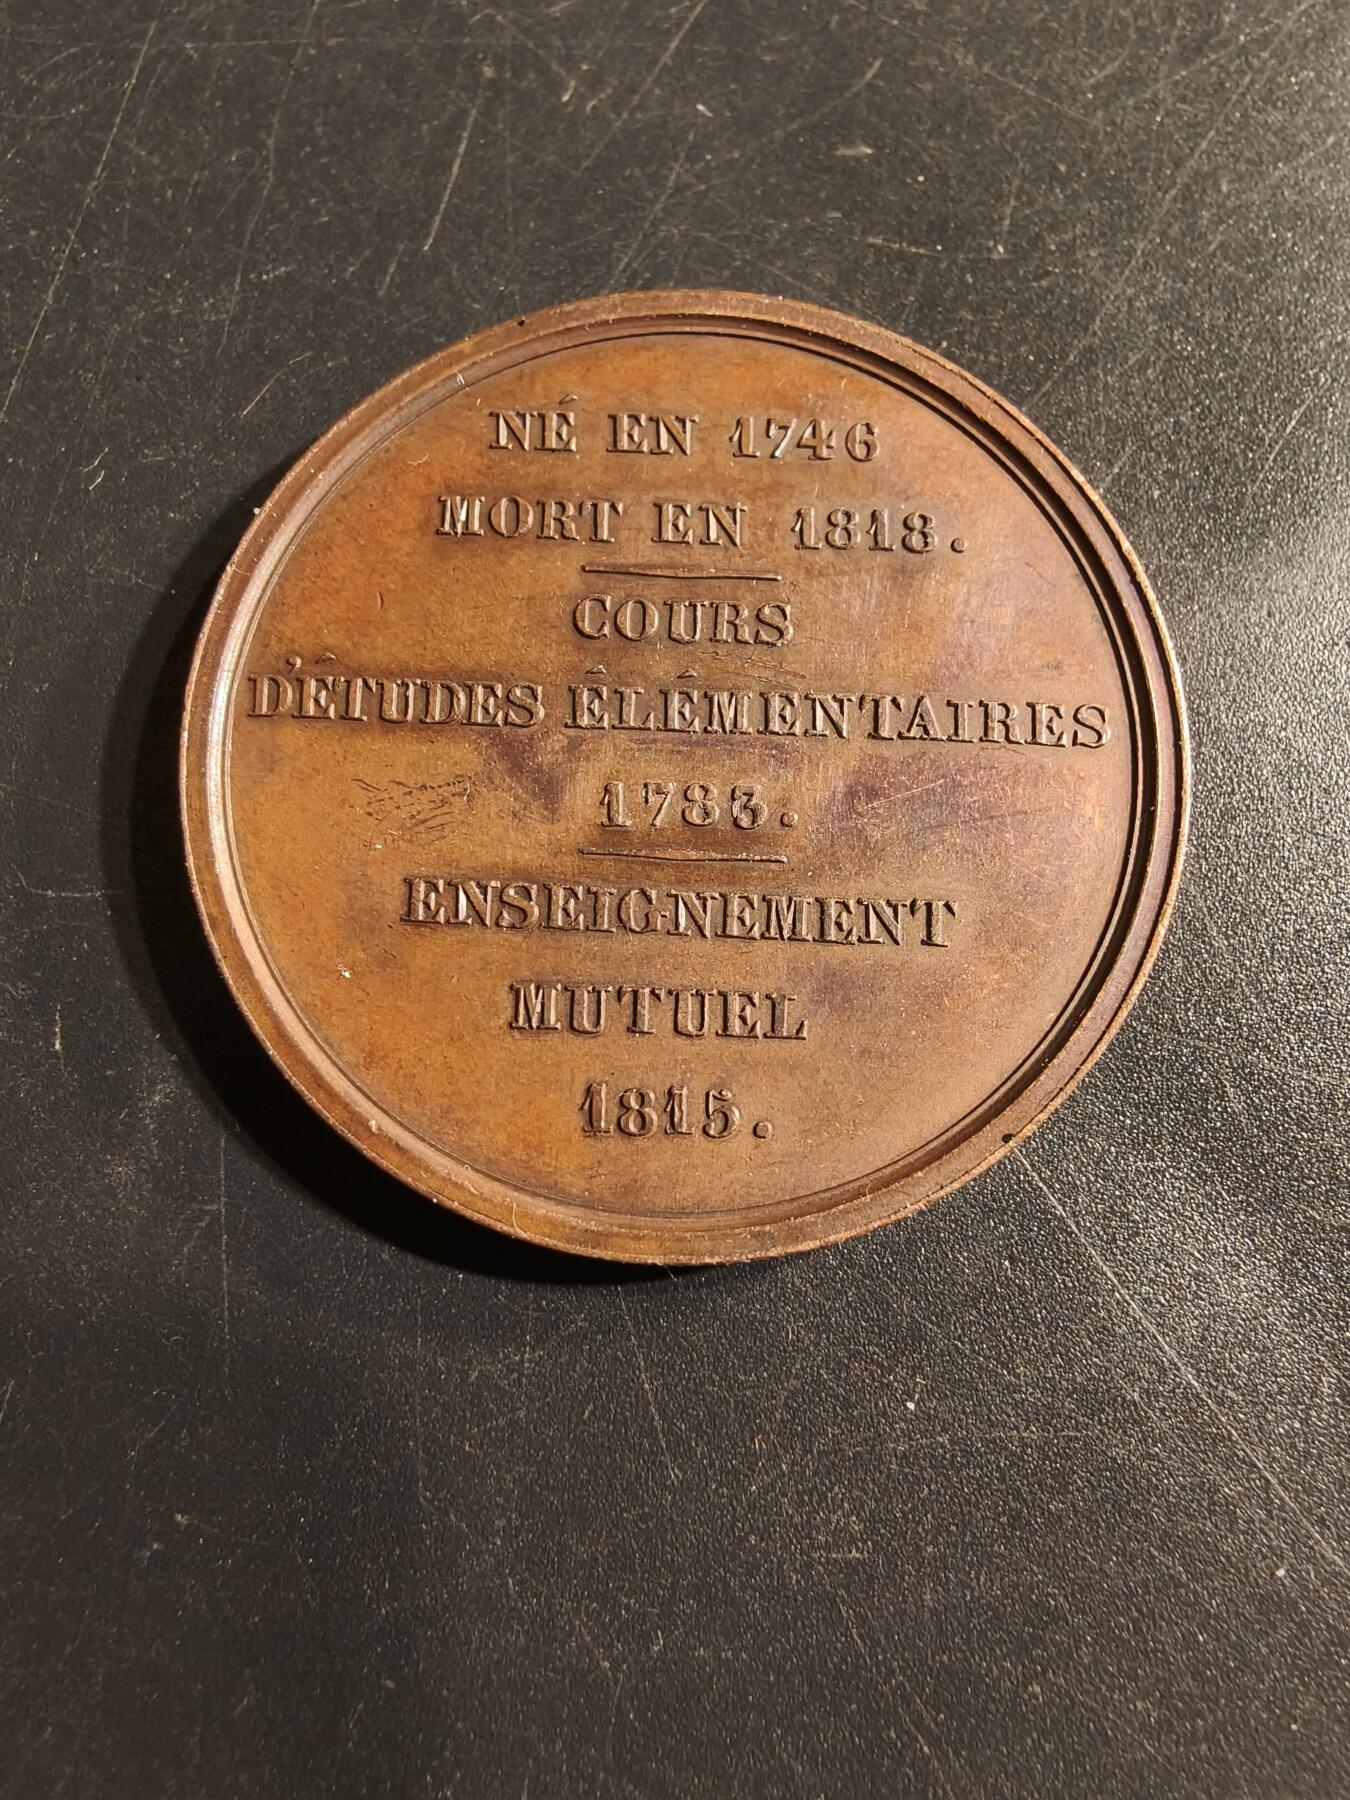 NÉ EN 1746
MORT EN 1818.
COURS
D'ÉTUDES ÉLÉMENTAIRES
1783.
ENSEIGNEMENT
MUTUEL
1815.